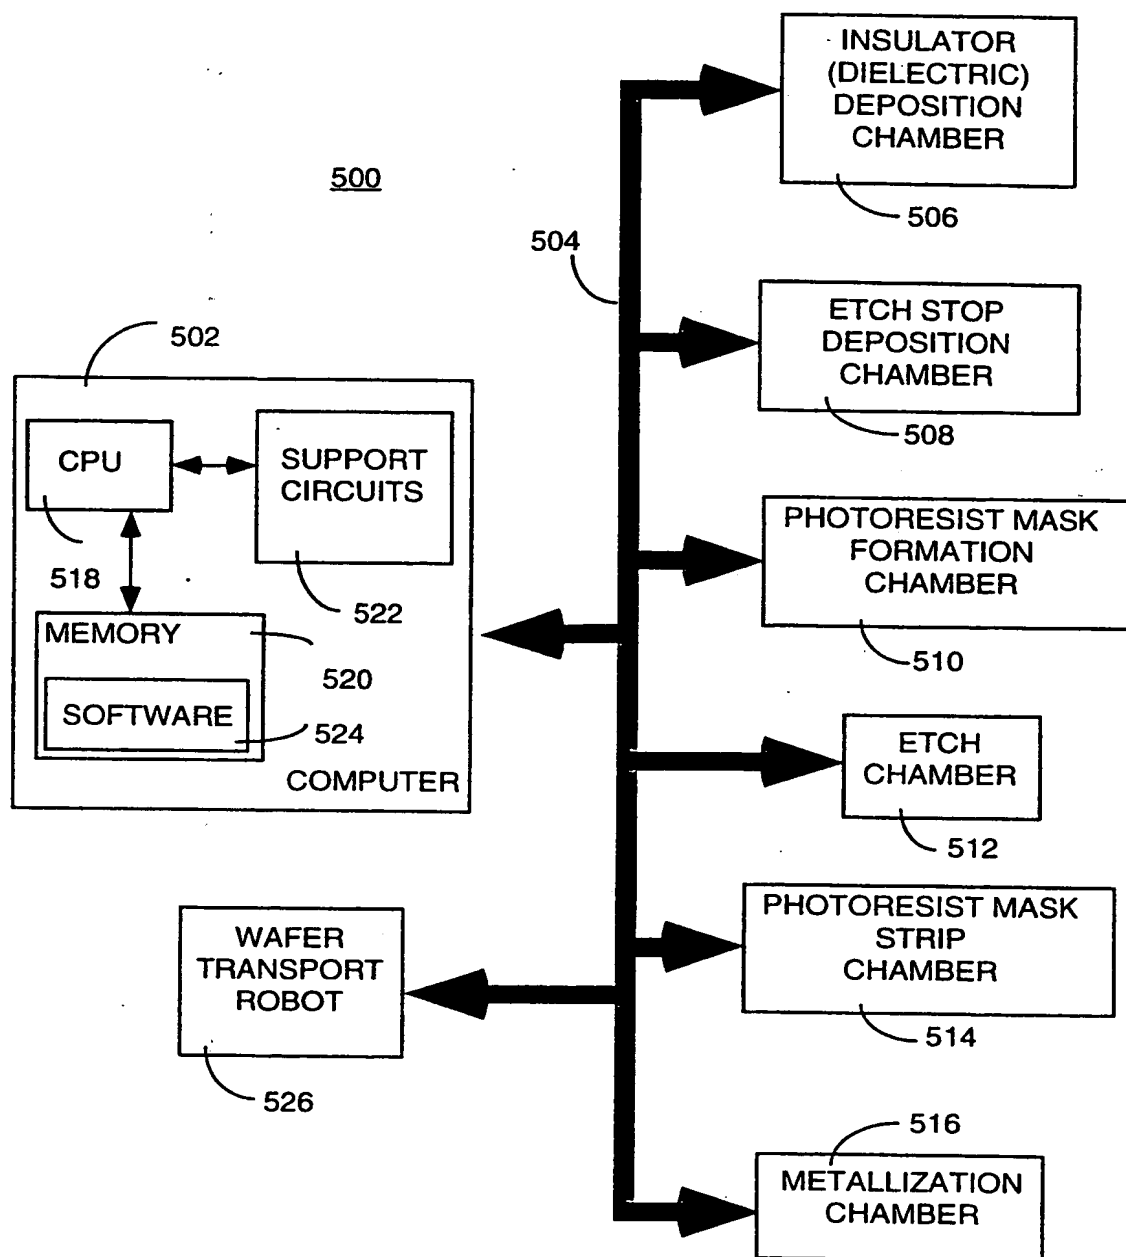 INSULATOR
(DIELECTRIC)
DEPOSITION
CHAMBER
506
500
504
ETCH STOP
DEPOSITION
CHAMBER
508
502
CPU
518
SUPPORT
CIRCUITS
522
MEMORY
520
SOFTWARE
524
COMPUTER
PHOTORESIST MASK
FORMATION
CHAMBER
510
ETCH
CHAMBER
512
PHOTORESIST MASK
STRIP
CHAMBER
514
WAFER
TRANSPORT
ROBOT
526
516
METALLIZATION
CHAMBER